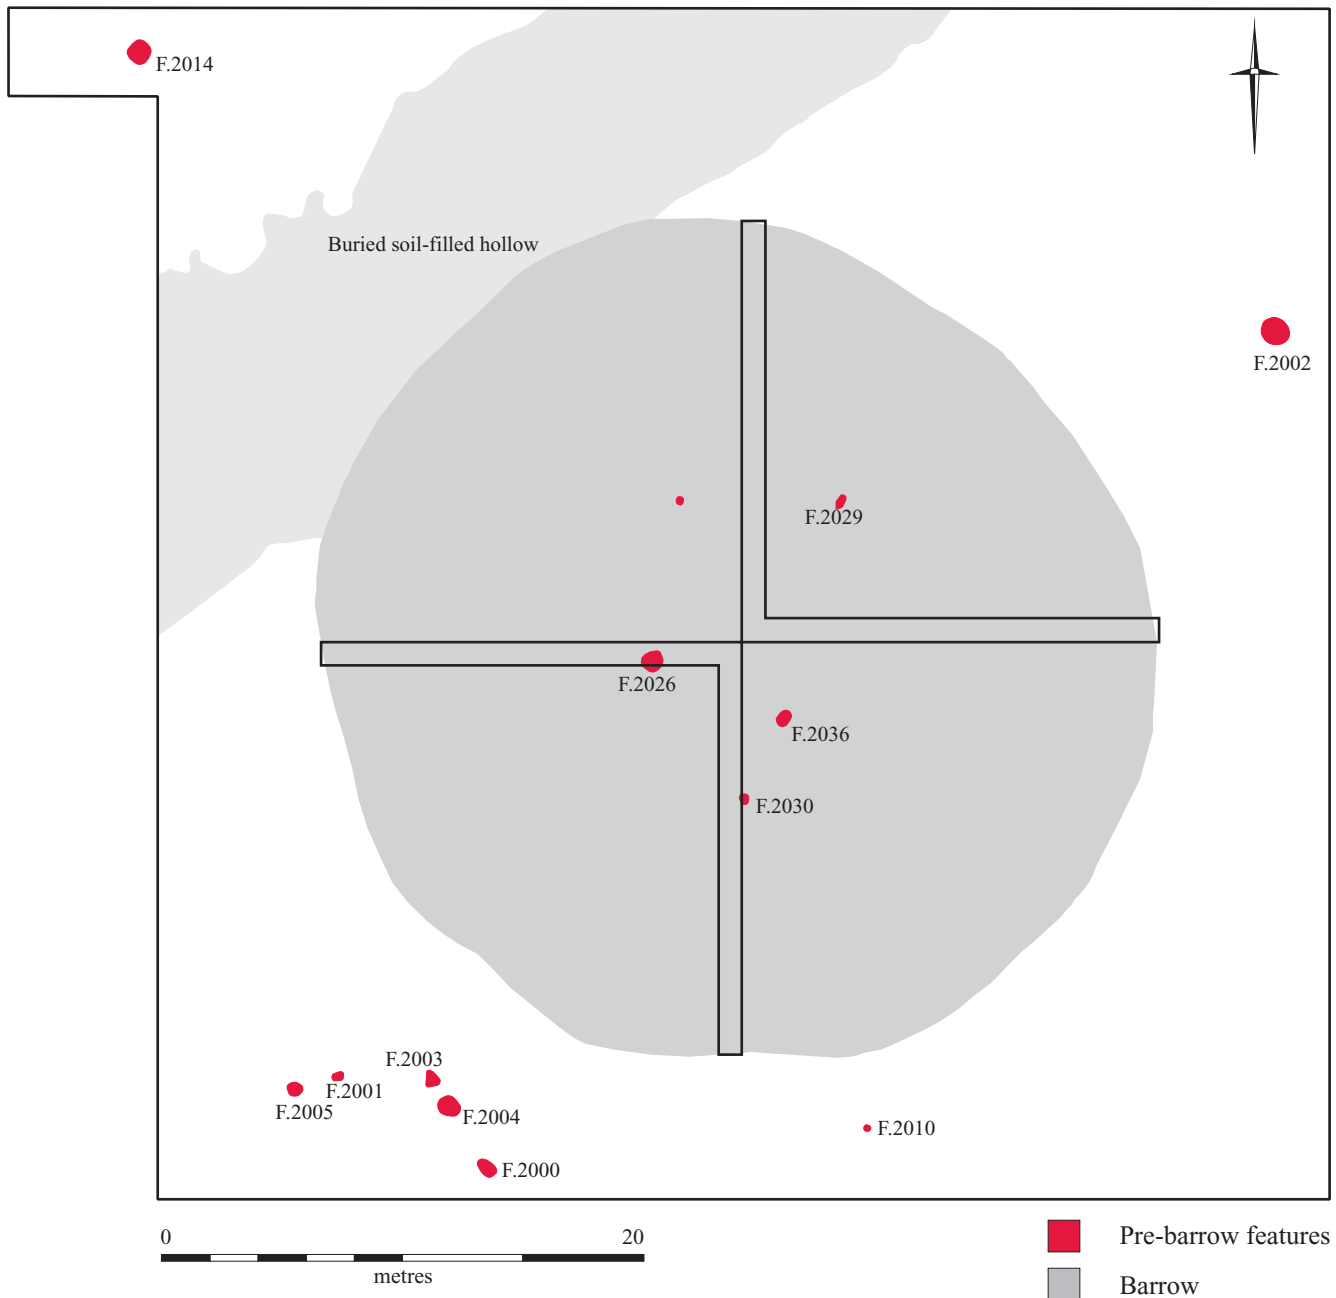 F.2014
Buried soil-filled hollow
F.2002
F.2029
F.2026
F.2036
F.2030
F.2003
F.2001
F.2005
F.2004
F.2010
F.2000
0 20
metres
Pre-barrow features
Barrow